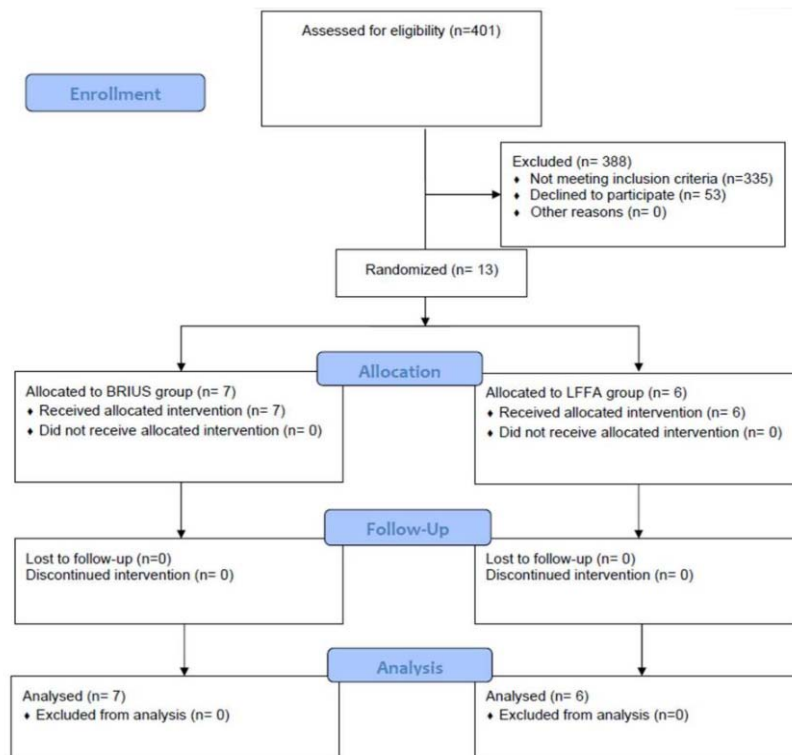 Assessed for eligibility (n=401)
Enrollment
Excluded (n= 388)
♦ Not meeting inclusion criteria (n=335)
♦ Declined to participate (n= 53)
♦ Other reasons (n= 0)
Randomized (n= 13)
Allocation
Allocated to BRIUS group (n= 7)
♦ Received allocated intervention (n= 7)
♦ Did not receive allocated intervention (n= 0)
Allocated to LFFA group (n= 6)
♦ Received allocated intervention (n= 6)
♦ Did not receive allocated intervention (n= 0)
Follow-Up
Lost to follow-up (n=0)
Discontinued intervention (n= 0)
Lost to follow-up (n= 0)
Discontinued intervention (n= 0)
Analysis
Analysed (n= 7)
♦ Excluded from analysis (n= 0)
Analysed (n= 6)
♦ Excluded from analysis (n=0)